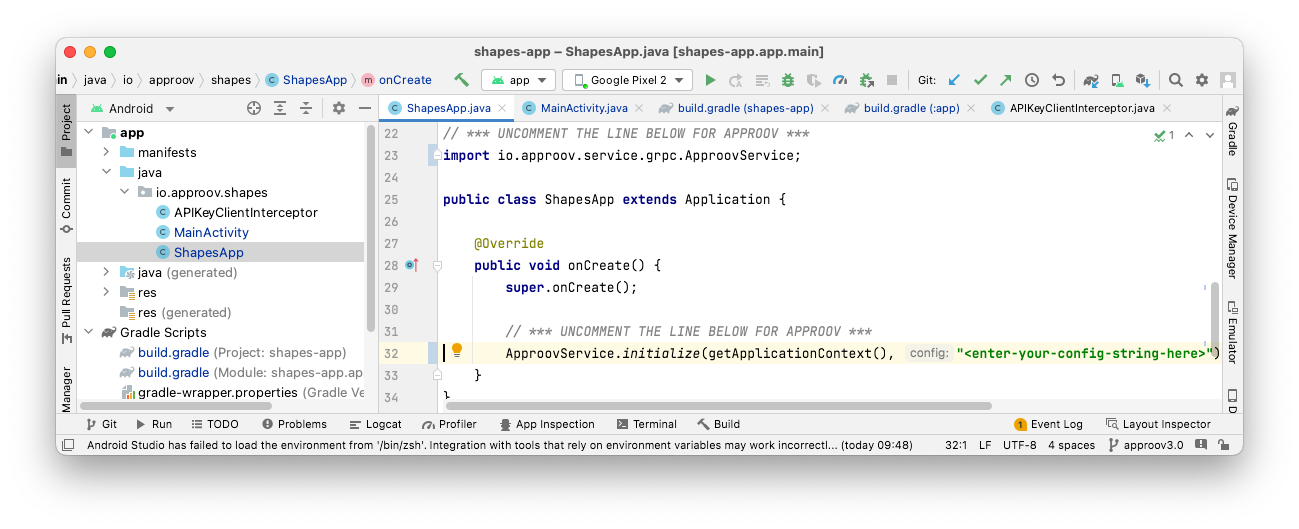 shapes-app – ShapesApp.java [shapes-app.app.main]
in java io approov shapes ShapesApp onCreate app Google Pixel 2 Git:
Project
Commit
Pull Requests
Manager
Android
app
manifests
java
io.approov.shapes
APIKeyClientInterceptor
MainActivity
ShapesApp
java (generated)
res
res (generated)
Gradle Scripts
build.gradle (Project: shapes-app)
build.gradle (Module: shapes-app.ap
gradle-wrapper.properties (Gradle Ve
ShapesApp.java MainActivity.java build.gradle (shapes-app) build.gradle (:app) APIKeyClientInterceptor.java
22 // *** UNCOMMENT THE LINE BELOW FOR APPROOV *** 1
23 import io.approov.service.grpc.ApproovService;
24
25 public class ShapesApp extends Application {
26
27 @Override
28 public void onCreate() {
29 super.onCreate();
30
31 // *** UNCOMMENT THE LINE BELOW FOR APPROOV ***
32 ApproovService.initialize(getApplicationContext(), config: "<enter-your-config-string-here>")
33 }
34 }
Gradle
Device Manager
Emulator
D
Git Run TODO Problems Logcat Profiler App Inspection Terminal Build 1 Event Log Layout Inspector
Android Studio has failed to load the environment from '/bin/zsh'. Integration with tools that rely on environment variables may work incorrectl... (today 09:48) 32:1 LF UTF-8 4 spaces approov3.0